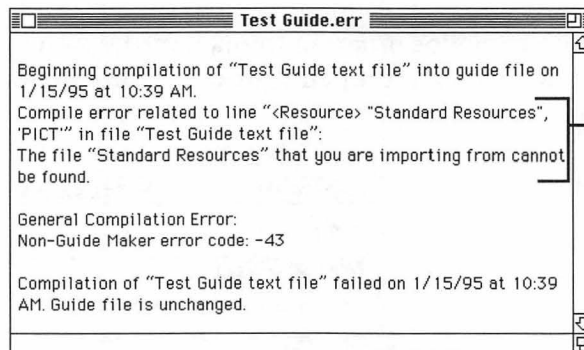 Test Guide.err
Beginning compilation of “Test Guide text file” into guide file on
1/15/95 at 10:39 AM.
Compile error related to line “<Resource> "Standard Resources",
'PICT'” in file “Test Guide text file”:
The file “Standard Resources” that you are importing from cannot
be found.
General Compilation Error:
Non-Guide Maker error code: -43
Compilation of “Test Guide text file” failed on 1/15/95 at 10:39
AM. Guide file is unchanged.